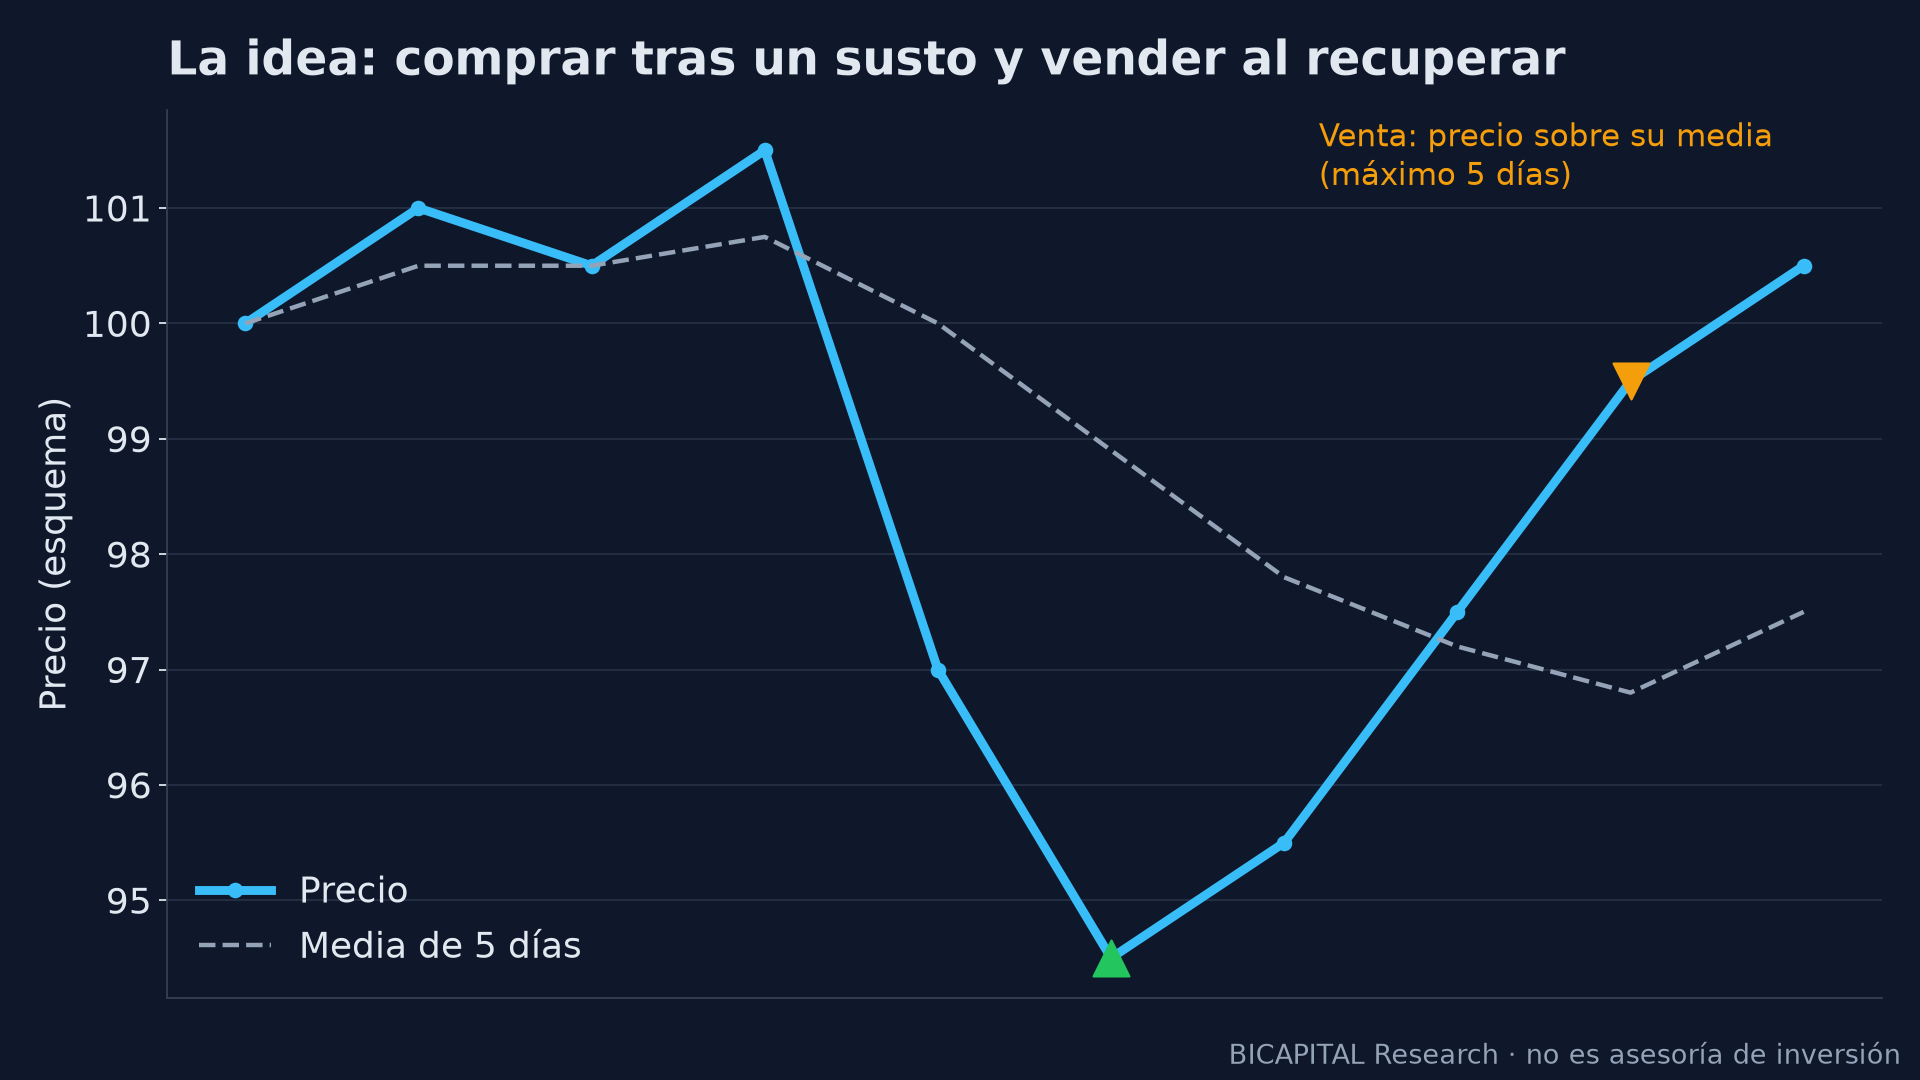 La idea: comprar tras un susto y vender al recuperar
Venta: precio sobre su media
(máximo 5 días)
101
100
99
98
97
96
95
Precio (esquema)
Precio
Media de 5 días
BICAPITAL Research · no es asesoría de inversión